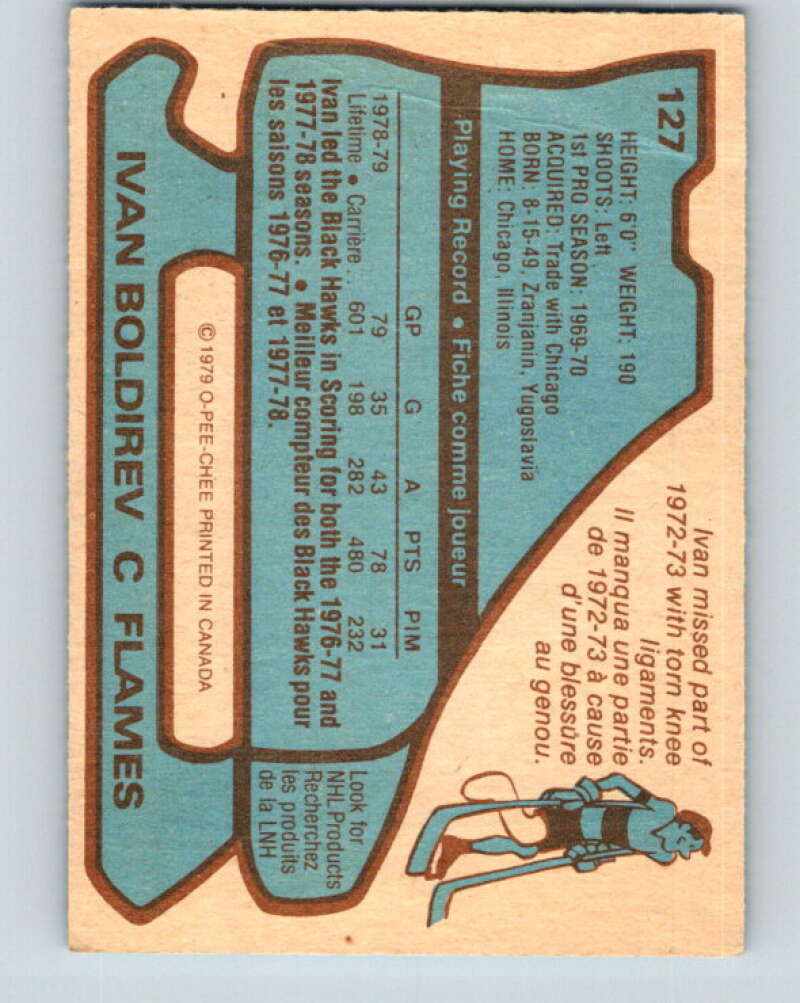 127
HEIGHT: 6'0" WEIGHT: 190
SHOOTS: Left
1st PRO SEASON: 1969-70
ACQUIRED: Trade with Chicago
BORN: 8-15-49, Zranjanin, Yugoslavia
HOME: Chicago, Illinois
Ivan missed part of
1972-73 with torn knee
ligaments.
Il manqua une partie
de 1972-73 à cause
d'une blessure
au genou.
Playing Record • Fiche comme joueur
GP G A PTS PIM
1978-79 79 35 43 78 31
Lifetime • Carrière.. 601 198 282 480 232
Ivan led the Black Hawks in Scoring for both the 1976-77 and
1977-78 seasons. • Meilleur compteur des Black Hawks pour
les saisons 1976-77 et 1977-78.
Look for
NHL Products
Recherchez
les produits
de la LNH
© 1979 O-PEE-CHEE PRINTED IN CANADA
IVAN BOLDIREV C FLAMES